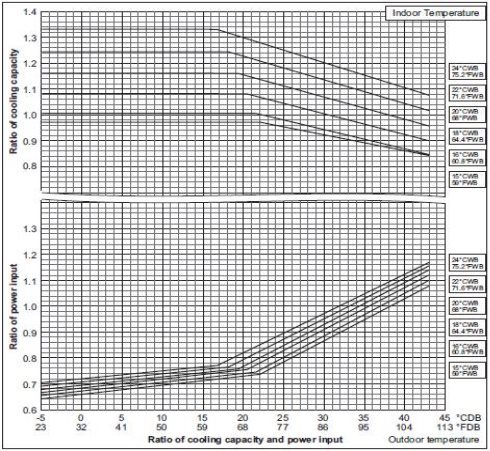 Indoor Temperature
Ratio of cooling capacity
1.4
1.3
1.2
1.1
1.0
0.9
0.8
24°CWB
75.2°FWB
22°CWB
71.6°FWB
20°CWB
68°FWB
18°CWB
64.4°FWB
16°CWB
60.8°FWB
15°CWB
59°FWB
Ratio of power input
1.3
1.2
1.1
1.0
0.9
0.8
0.7
0.6
24°CWB
75.2°FWB
22°CWB
71.6°FWB
20°CWB
68°FWB
18°CWB
64.4°FWB
16°CWB
60.8°FWB
15°CWB
59°FWB
-5 0 5 10 15 20 25 30 35 40 45 °CDB
23 32 41 50 59 68 77 86 95 104 113 °FDB
Ratio of cooling capacity and power input
Outdoor temperature